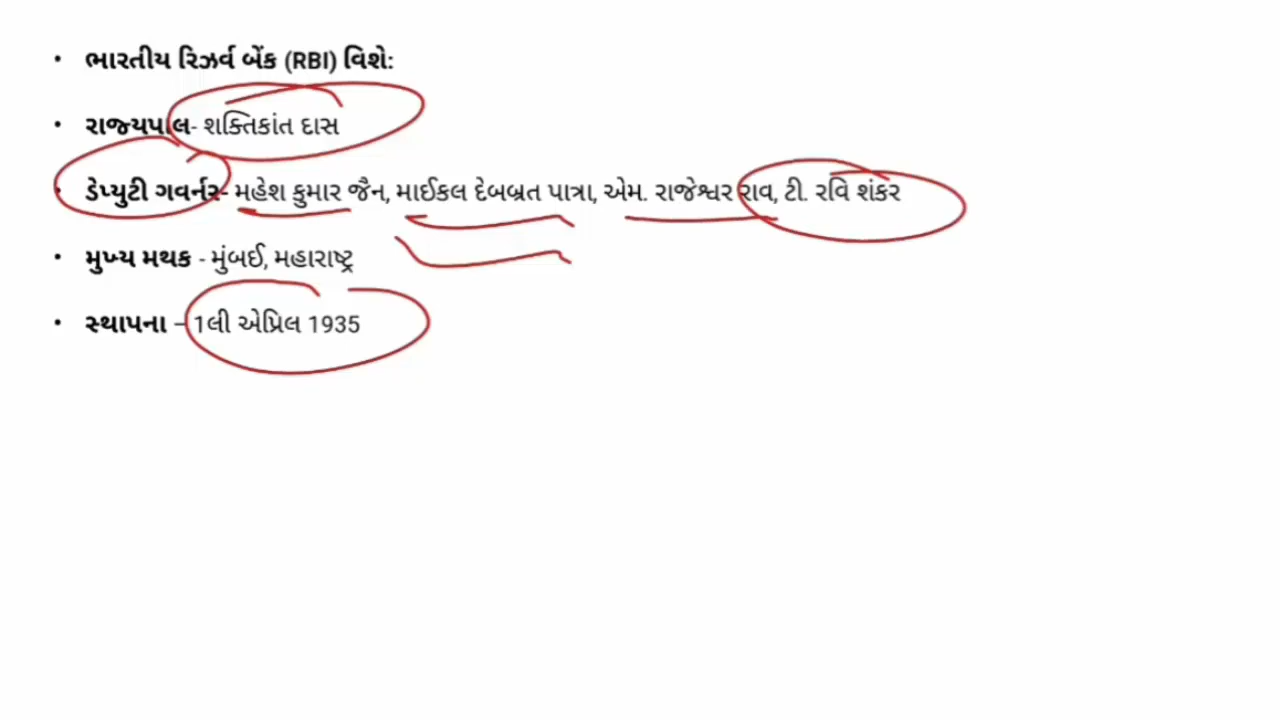 • ભારતીય રિઝર્વ બેંક (RBI) વિશે:
• રાજ્યપાલ- શક્તિકાંત દાસ
• ડેપ્યુટી ગવર્નર- મહેશ કુમાર જૈન, માઈકલ દેબબ્રત પાત્રા, એમ. રાજેશ્વર રાવ, ટી. રવિ શંકર
• મુખ્ય મથક - મુંબઈ, મહારાષ્ટ્ર
• સ્થાપના – 1લી એપ્રિલ 1935